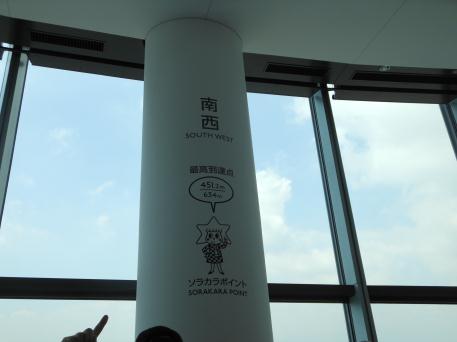 南西
SOUTH WEST
最高到達点
451.2m
634m
ソラカラポイント
SORAKARA POINT